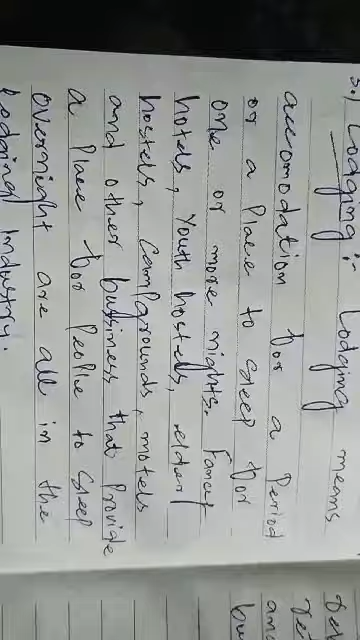 3.) Lodging :- Lodging means
accomodation for a Period
or a Place to sleep for
one or more nights. Fancy
hotels, Youth hostels, elder
hostels, Campgrounds, motels
and other business that Provide
a Place for People to sleep
overnight are all in the
Lodging Industry.